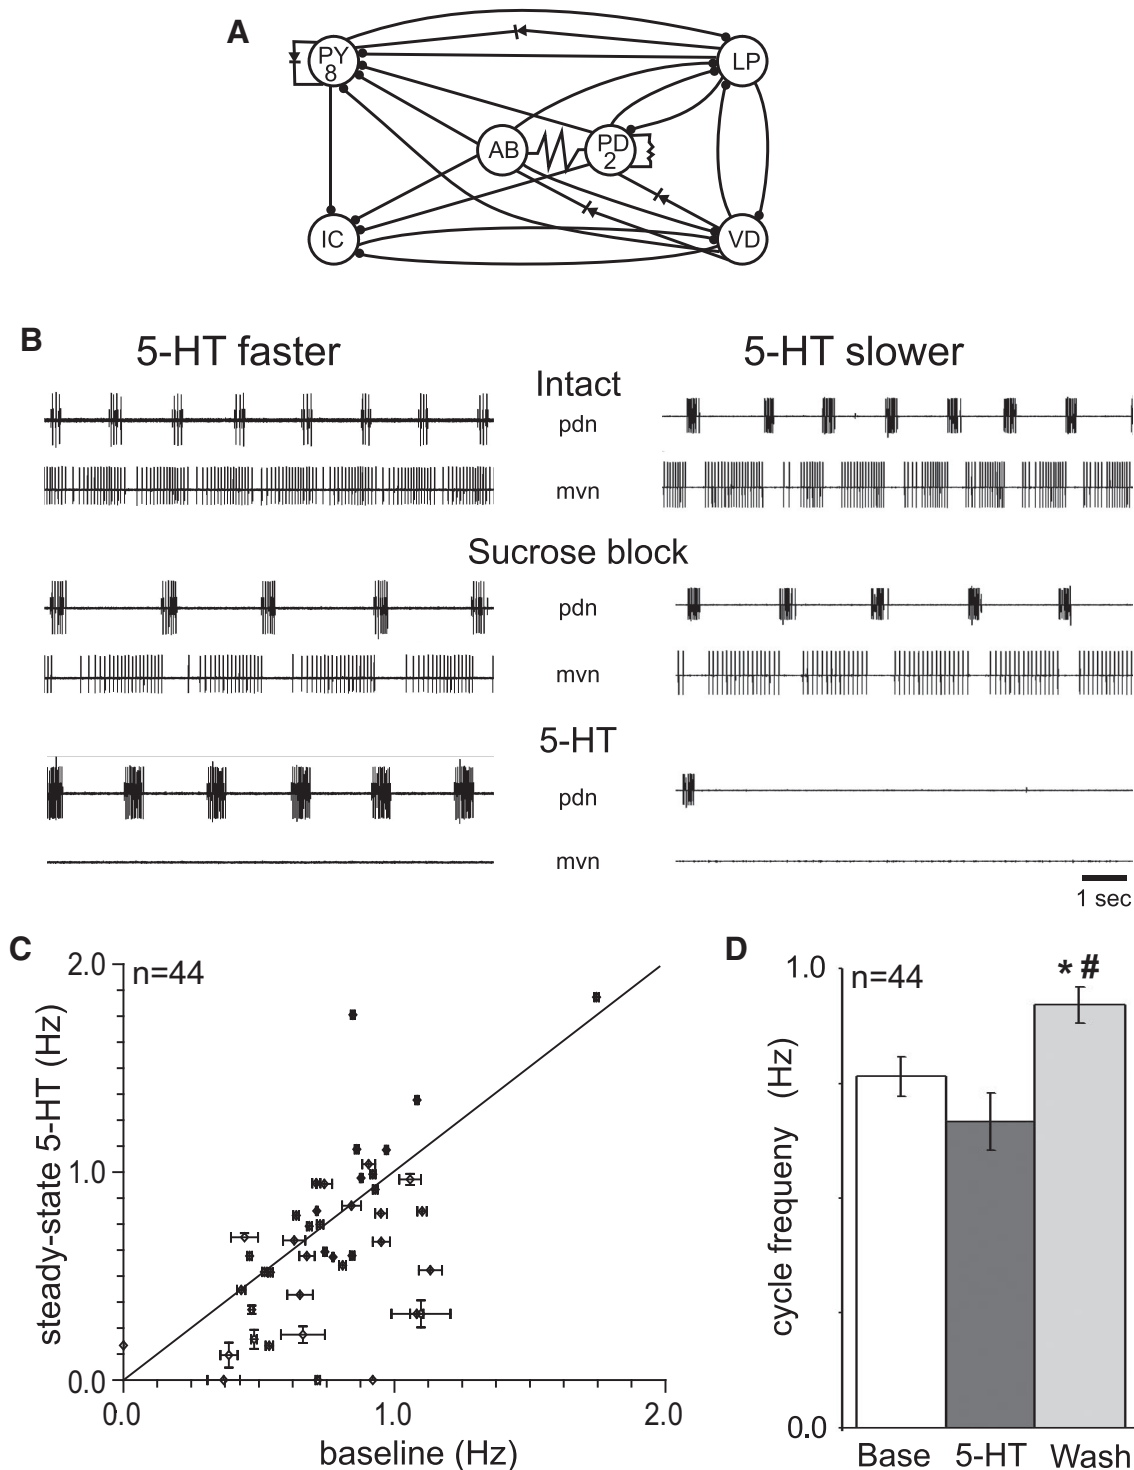 A
PY
8
LP
AB
PD
2
IC
VD
B
5-HT faster
5-HT slower
Intact
pdn
mvn
Sucrose block
pdn
mvn
5-HT
pdn
mvn
1 sec
C
n=44
2.0
1.0
0.0
steady-state 5-HT (Hz)
0.0 1.0 2.0
baseline (Hz)
D
n=44
* #
1.0
0.0
cycle frequeny (Hz)
Base 5-HT Wash